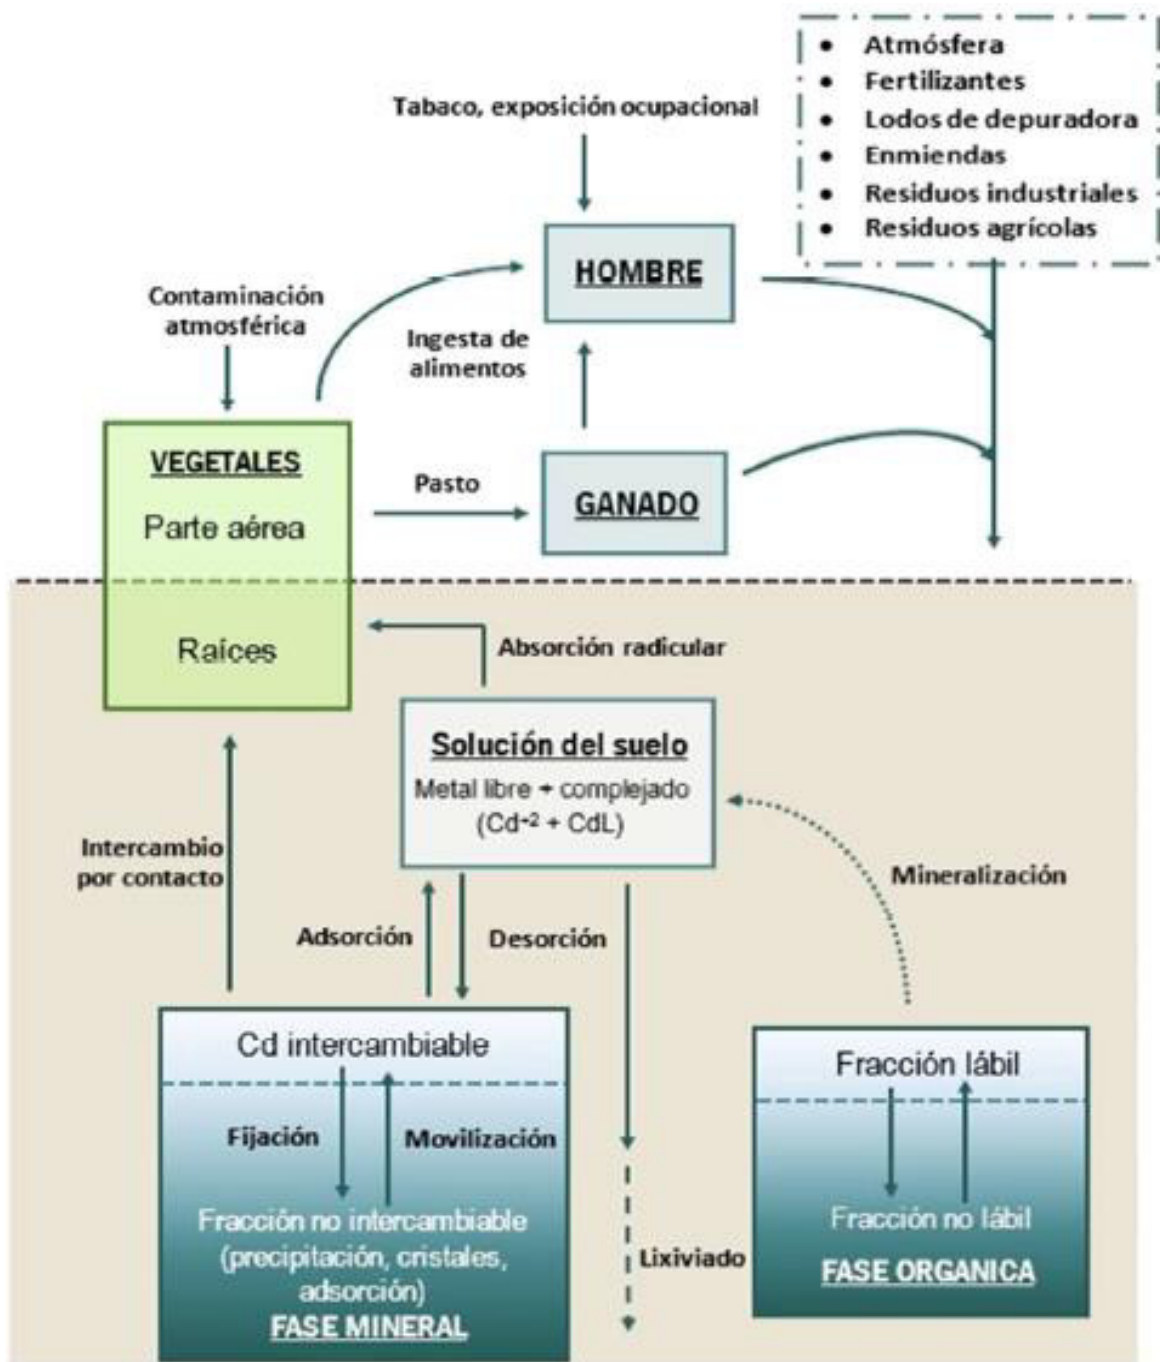 • Atmósfera
• Fertilizantes
• Lodos de depuradora
• Enmiendas
• Residuos industriales
• Residuos agrícolas
Tabaco, exposición ocupacional
HOMBRE
Contaminación
atmosférica
Ingesta de
alimentos
VEGETALES
Parte aérea
Pasto
GANADO
Raíces
Absorción radicular
Solución del suelo
Metal libre + complejado
(Cd+2 + CdL)
Intercambio
por contacto
Mineralización
Adsorción
Desorción
Cd intercambiable
Fijación
Movilización
Fracción no intercambiable
(precipitación, cristales,
adsorción)
FASE MINERAL
Lixiviado
Fracción lábil
Fracción no lábil
FASE ORGANICA